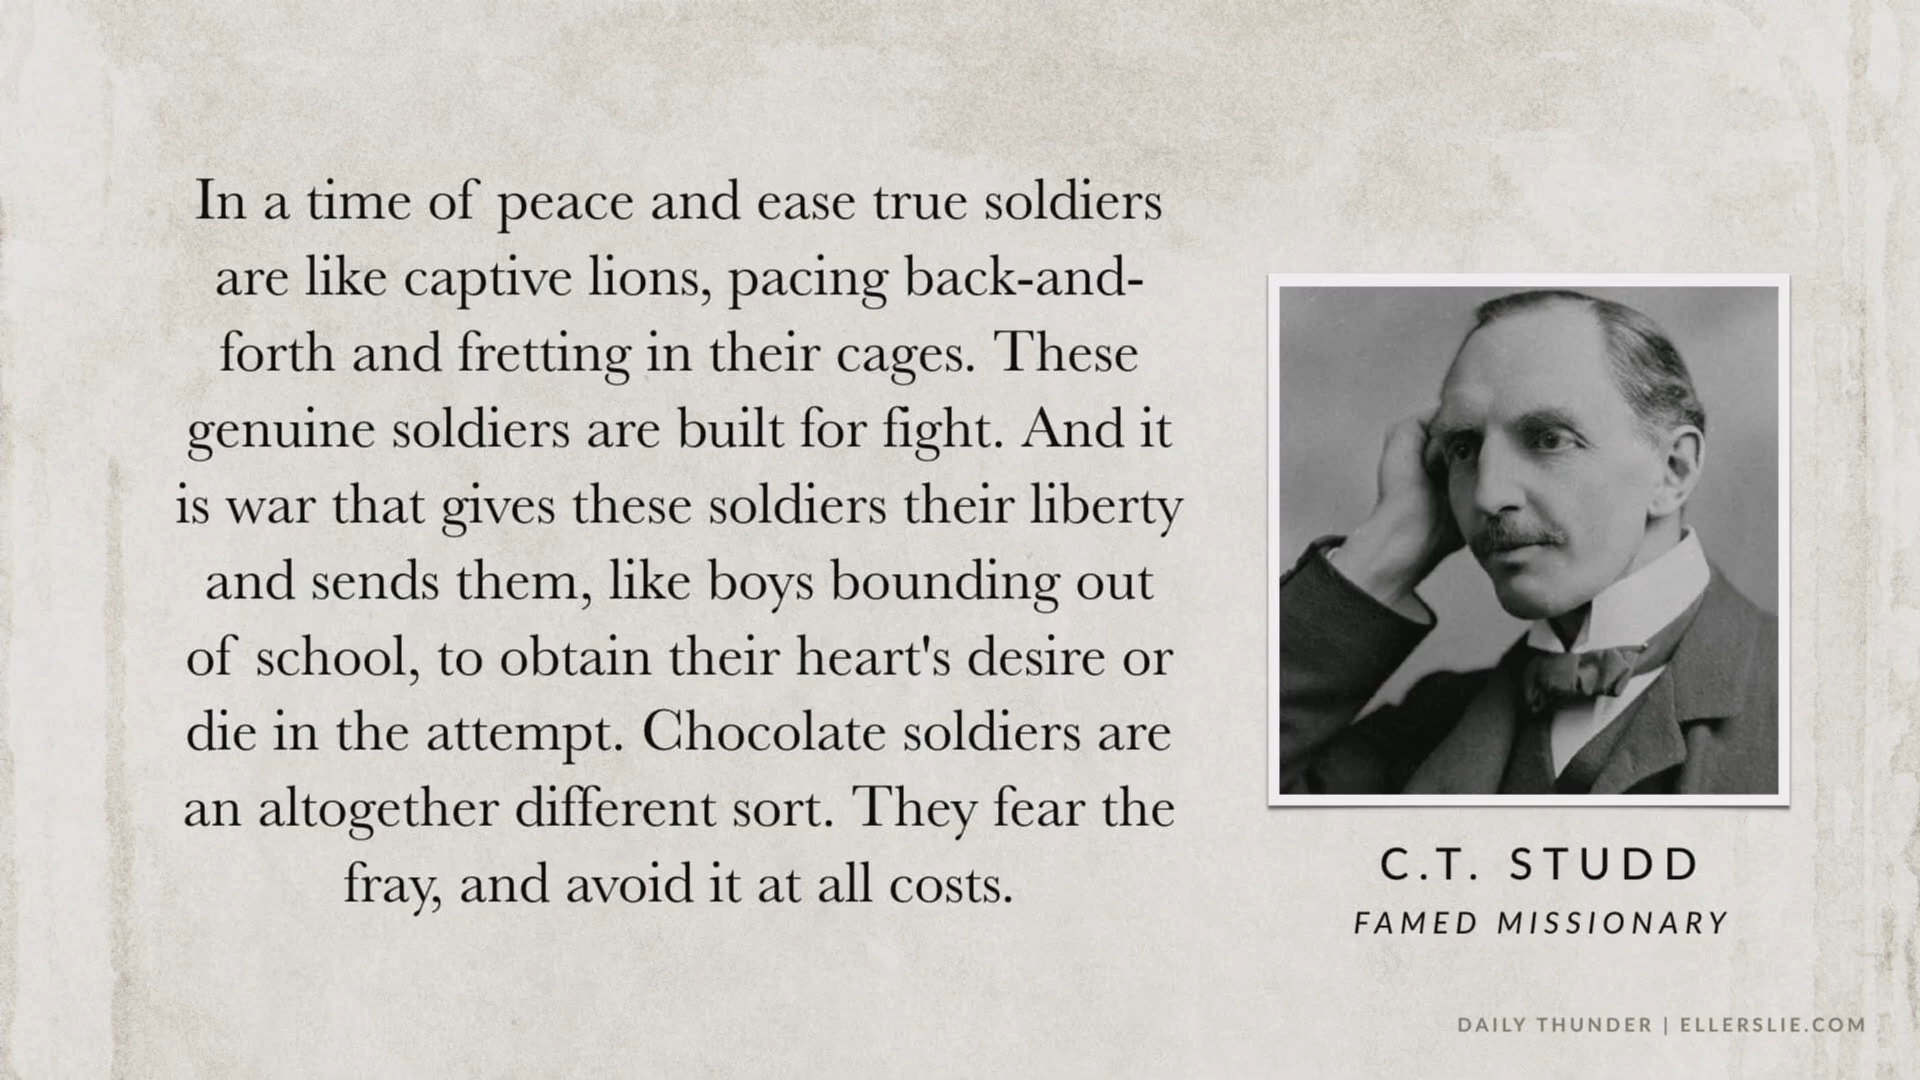 In a time of peace and ease true soldiers
are like captive lions, pacing back-and-
forth and fretting in their cages. These
genuine soldiers are built for fight. And it
is war that gives these soldiers their liberty
and sends them, like boys bounding out
of school, to obtain their heart's desire or
die in the attempt. Chocolate soldiers are
an altogether different sort. They fear the
fray, and avoid it at all costs.
C.T. STUDD
FAMED MISSIONARY
DAILY THUNDER | ELLERSLIE.COM